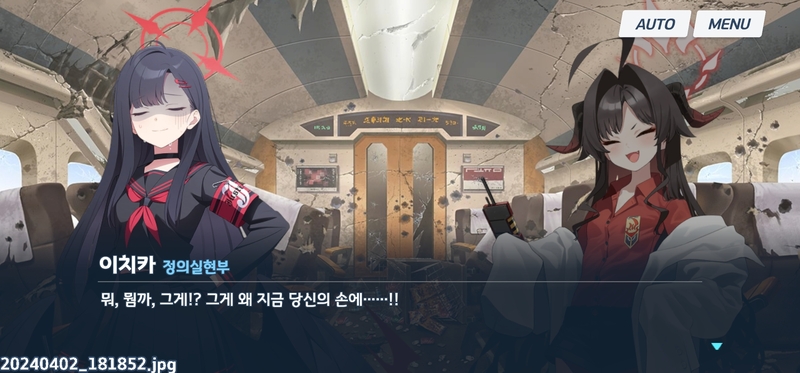 AUTO
MENU
이치카 정의실현부
뭐, 뭠까, 그게!? 그게 왜 지금 당신의 손에……!!
20240402_181852.jpg